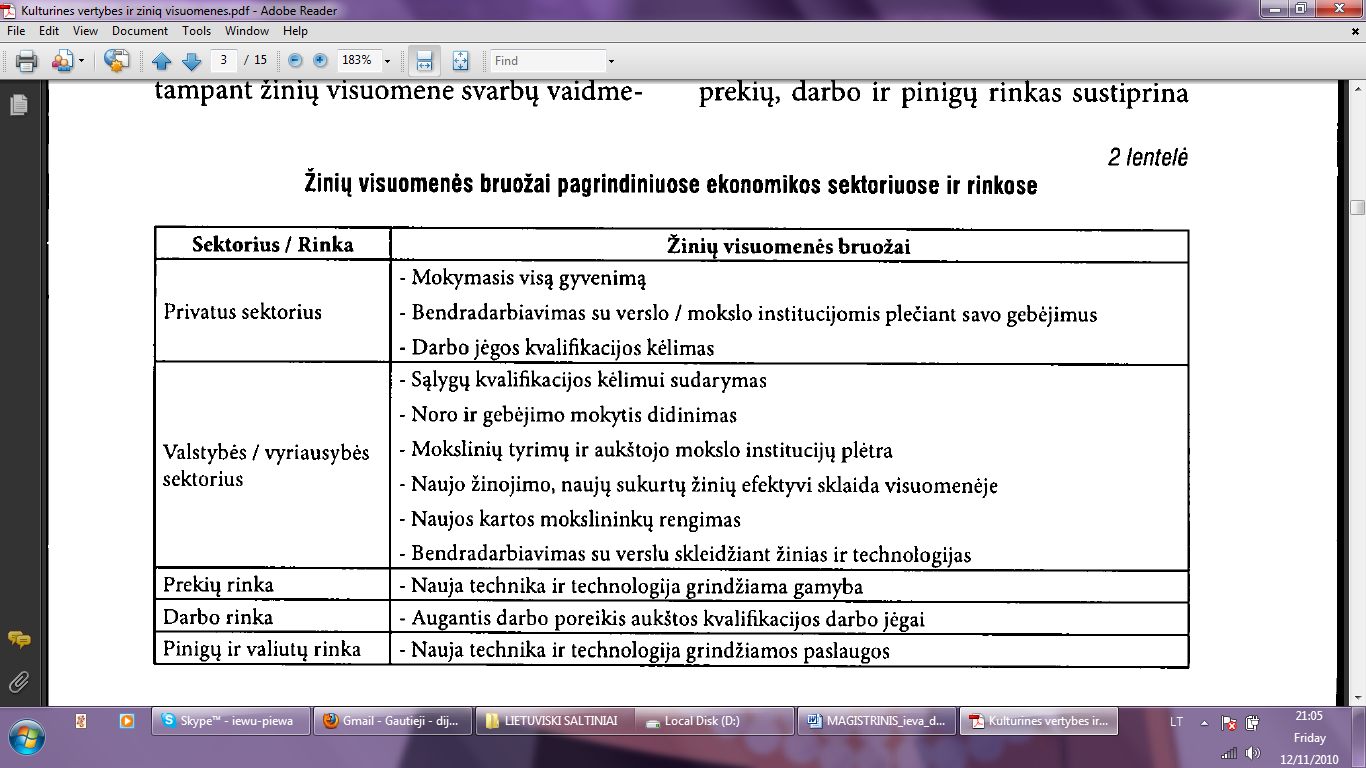 Kulturines vertybes ir zinių visuomenes.pdf - Adobe Reader
File Edit View Document Tools Window Help
3 / 15 183% Find
tampant žinių visuomene svarbų vaidme-
prekių, darbo ir pinigų rinkas sustiprina
2 lentelė
Žinių visuomenės bruožai pagrindiniuose ekonomikos sektoriuose ir rinkose
Sektorius / Rinka
Žinių visuomenės bruožai
Privatus sektorius
- Mokymasis visą gyvenimą
- Bendradarbiavimas su verslo / mokslo institucijomis plečiant savo gebėjimus
- Darbo jėgos kvalifikacijos kėlimas
Valstybės / vyriausybės
sektorius
- Sąlygų kvalifikacijos kėlimui sudarymas
- Noro ir gebėjimo mokytis didinimas
- Mokslinių tyrimų ir aukštojo mokslo institucijų plėtra
- Naujo žinojimo, naujų sukurtų žinių efektyvi sklaida visuomenėje
- Naujos kartos mokslininkų rengimas
- Bendradarbiavimas su verslu skleidžiant žinias ir technologijas
Prekių rinka
- Nauja technika ir technologija grindžiama gamyba
Darbo rinka
- Augantis darbo poreikis aukštos kvalifikacijos darbo jėgai
Pinigų ir valiutų rinka
- Nauja technika ir technologija grindžiamos paslaugos
Skype™ - iewu-piewa
Gmail - Gautieji - dij...
LIETUVISKI SALTINIAI
Local Disk (D:)
MAGISTRINIS_ieva_d...
Kulturines vertybes ir...
LT
21:05
Friday
12/11/2010